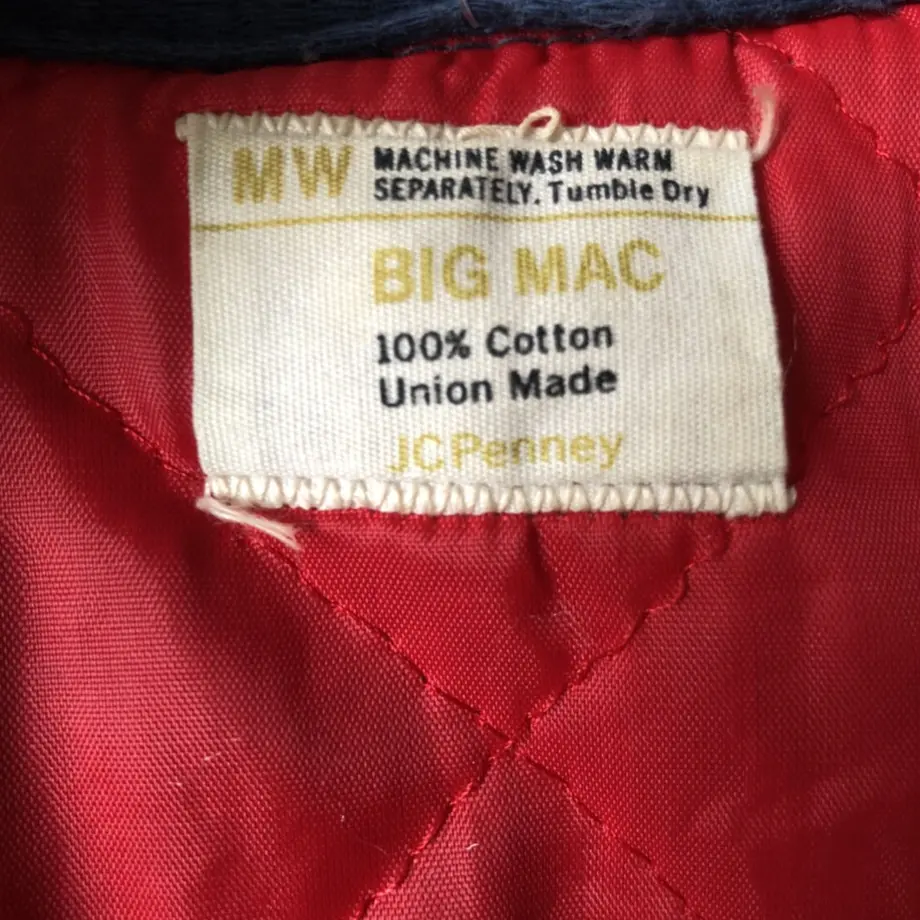 MW MACHINE WASH WARM
SEPARATELY. Tumble Dry
BIG MAC
100% Cotton
Union Made
JCPenney